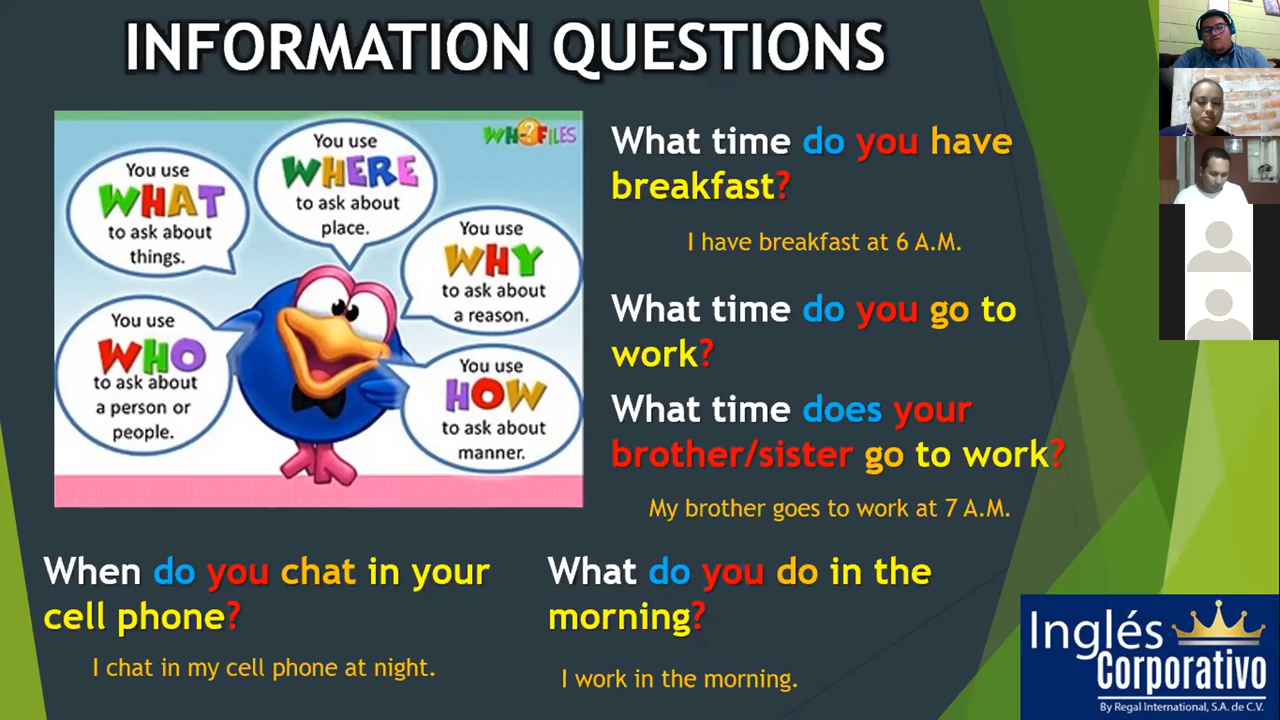 INFORMATION QUESTIONS
WH?FILES
You use
WHAT
to ask about
things.
You use
WHERE
to ask about
place.
You use
WHY
to ask about
a reason.
You use
WHO
to ask about
a person or
people.
You use
HOW
to ask about
manner.
What time do you have
breakfast?
I have breakfast at 6 A.M.
What time do you go to
work?
What time does your
brother/sister go to work?
My brother goes to work at 7 A.M.
When do you chat in your
cell phone?
I chat in my cell phone at night.
What do you do in the
morning?
I work in the morning.
Inglés
Corporativo
By Regal International, S.A. de C.V.